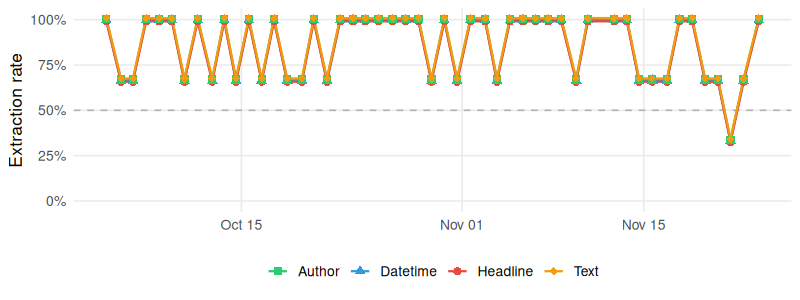 Extraction rate
100%
75%
50%
25%
0%
Oct 15 Nov 01 Nov 15
Author Datetime Headline Text